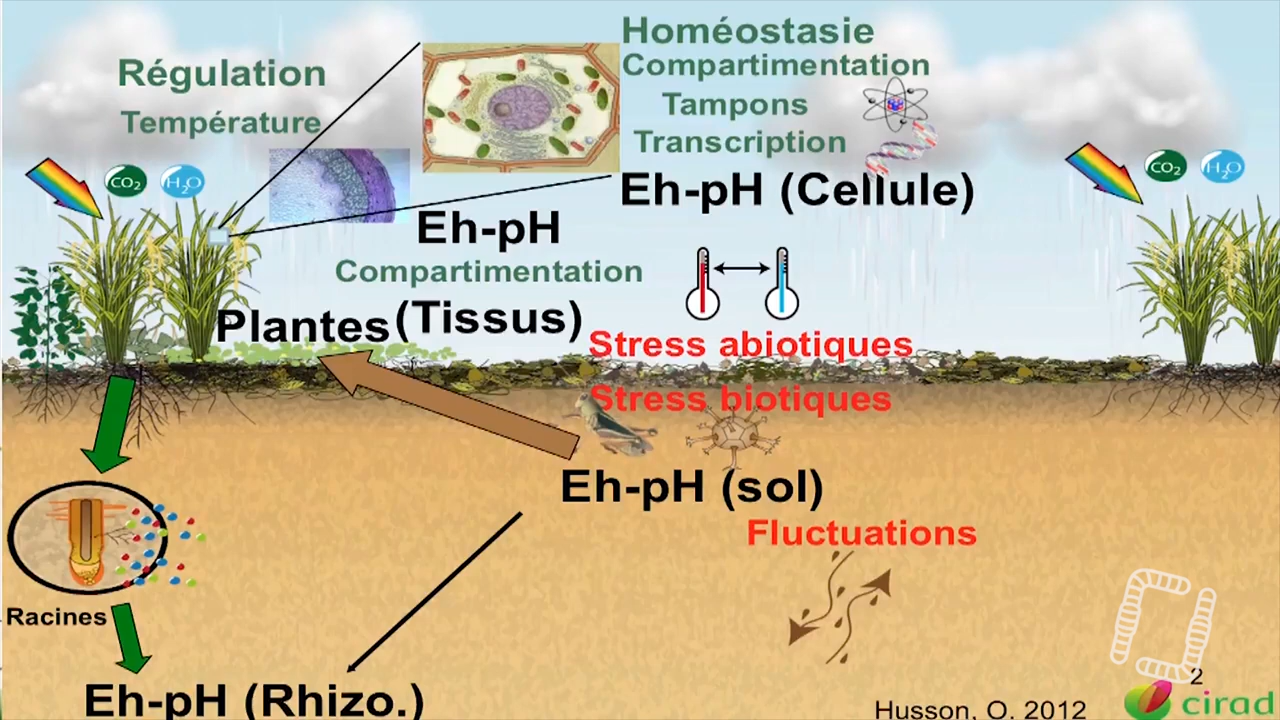 Homéostasie
Compartimentation
Tampons
Transcription
Eh-pH (Cellule)
Régulation
Température
CO₂
H₂O
CO₂
H₂O
Eh-pH
Compartimentation
(Tissus)
Plantes
Stress abiotiques
Stress biotiques
Eh-pH (sol)
Fluctuations
Racines
Eh-pH (Rhizo.)
2
Husson, O. 2012
cirad